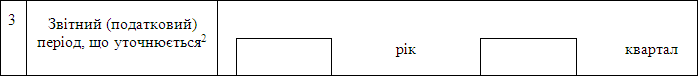 3
Звітний (податковий)
період, що уточнюється²
рік
квартал